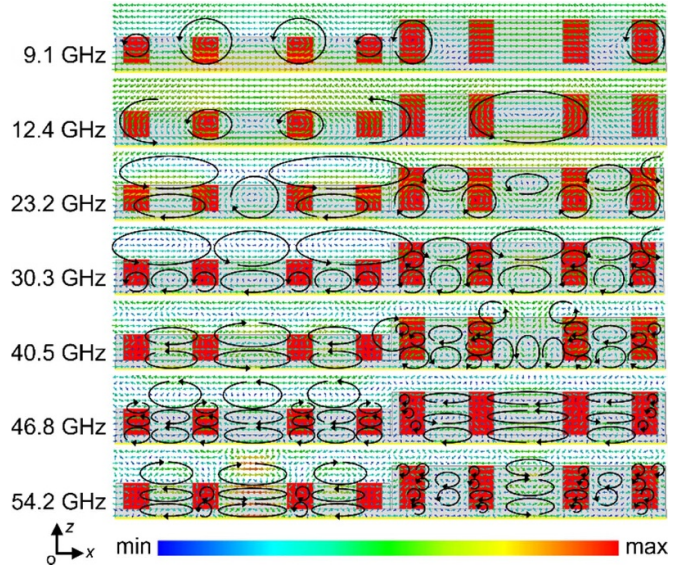 9.1 GHz
12.4 GHz
23.2 GHz
30.3 GHz
40.5 GHz
46.8 GHz
54.2 GHz
z
o x
min max